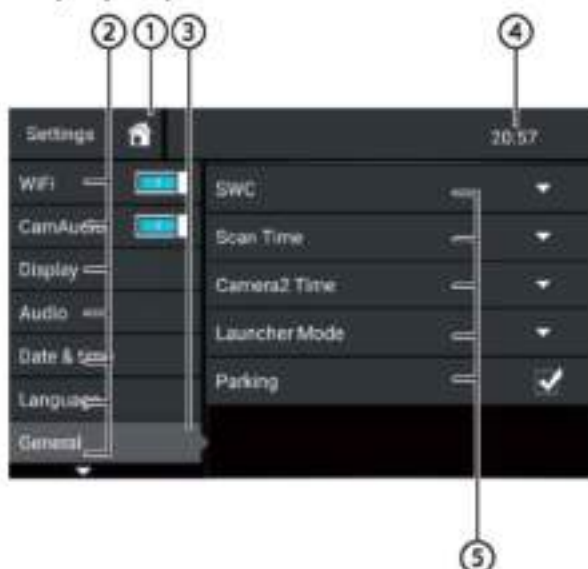 ② ① ③ ④
Settings 20:57
WiFi
CamAudio
Display
Audio
Date & time
Language
General
SWC
Scan Time
Camera2 Time
Launcher Mode
Parking
⑤